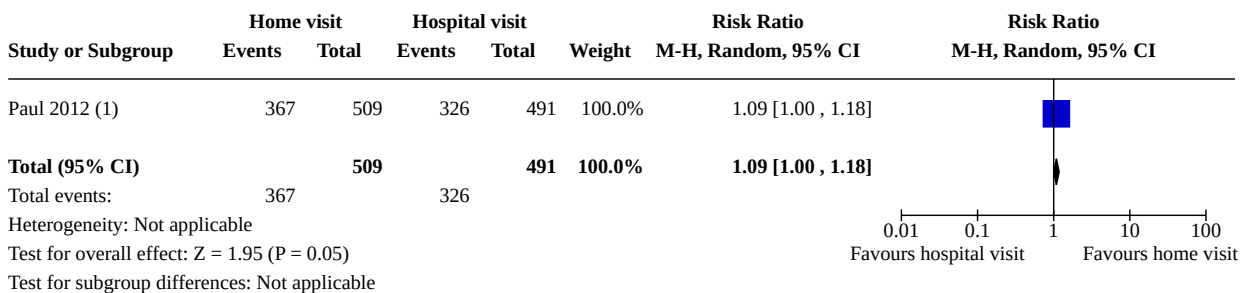 Home visit Hospital visit Risk Ratio Risk Ratio
Study or Subgroup Events Total Events Total Weight M-H, Random, 95% CI M-H, Random, 95% CI
Paul 2012 (1) 367 509 326 491 100.0% 1.09 [1.00 , 1.18]
Total (95% CI) 509 491 100.0% 1.09 [1.00 , 1.18]
Total events: 367 326
Heterogeneity: Not applicable
0.01 0.1 1 10 100
Test for overall effect: Z = 1.95 (P = 0.05) Favours hospital visit Favours home visit
Test for subgroup differences: Not applicable